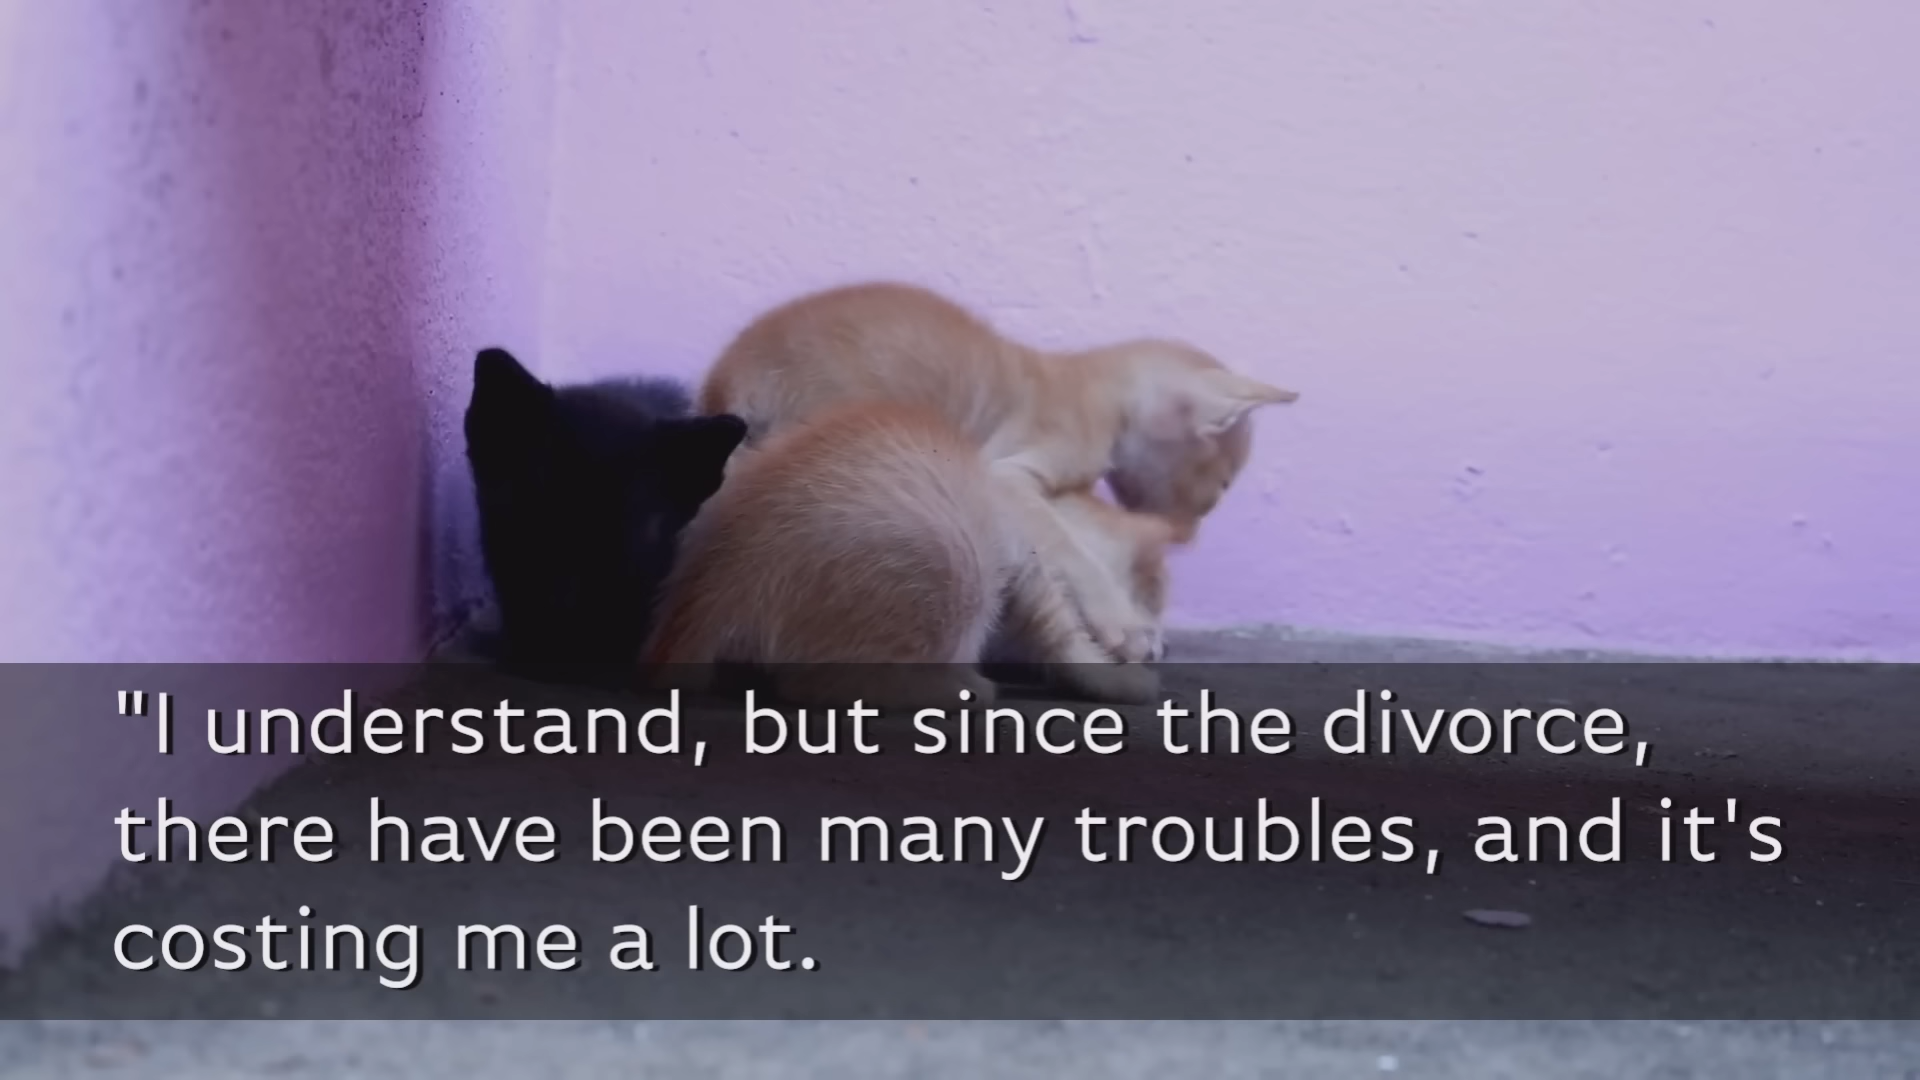 "I understand, but since the divorce,
there have been many troubles, and it's
costing me a lot.